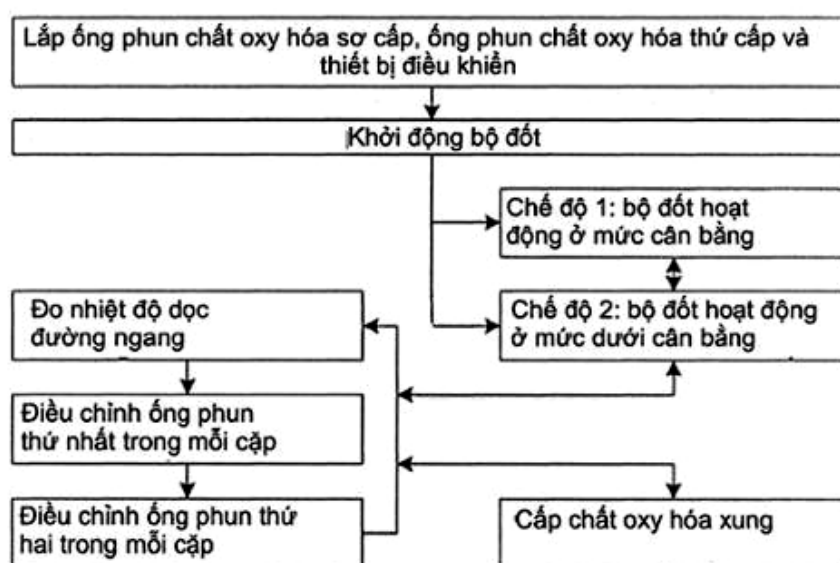 Lắp ống phun chất oxy hóa sơ cấp, ống phun chất oxy hóa thứ cấp và
thiết bị điều khiển
Khởi động bộ đốt
Chế độ 1: bộ đốt hoạt
động ở mức cân bằng
Chế độ 2: bộ đốt hoạt động
ở mức dưới cân bằng
Đo nhiệt độ dọc
đường ngang
Điều chỉnh ống phun
thứ nhất trong mỗi cặp
Điều chỉnh ống phun thứ
hai trong mỗi cặp
Cấp chất oxy hóa xung